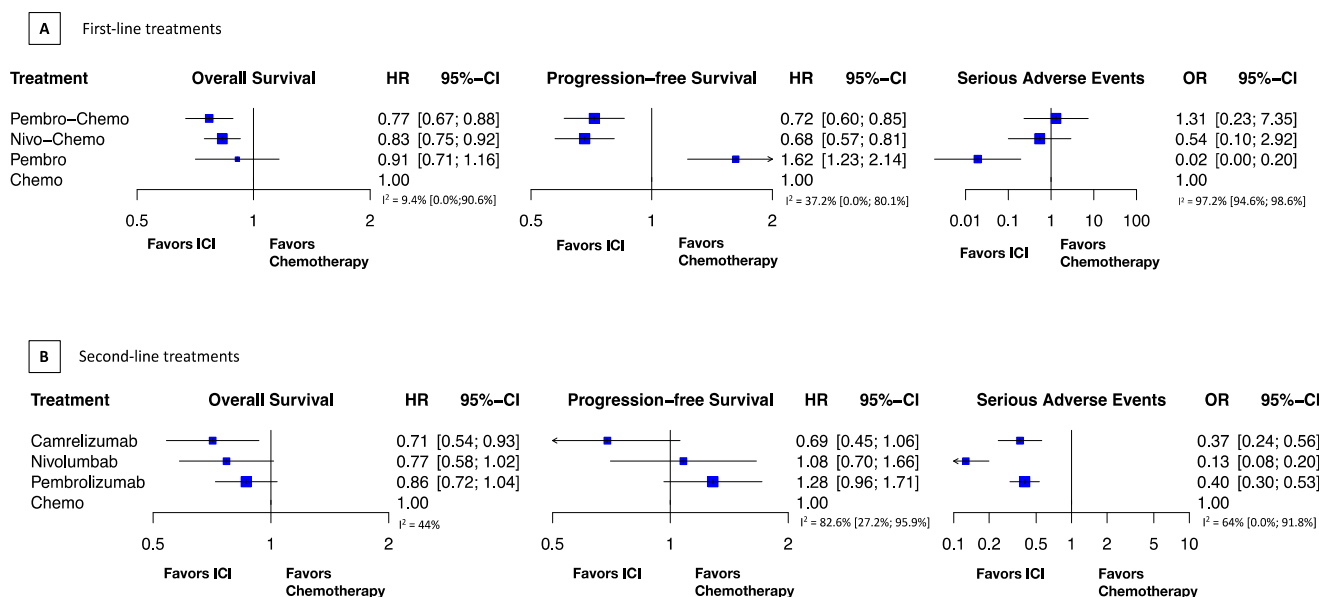 A First-line treatments
Treatment Overall Survival HR 95%-CI Progression-free Survival HR 95%-CI Serious Adverse Events OR 95%-CI
Pembro-Chemo 0.77 [0.67; 0.88] 0.72 [0.60; 0.85] 1.31 [0.23; 7.35]
Nivo-Chemo 0.83 [0.75; 0.92] 0.68 [0.57; 0.81] 0.54 [0.10; 2.92]
Pembro 0.91 [0.71; 1.16] 1.62 [1.23; 2.14] 0.02 [0.00; 0.20]
Chemo 1.00 1.00 1.00
I² = 9.4% [0.0%;90.6%] I² = 37.2% [0.0%; 80.1%] I² = 97.2% [94.6%; 98.6%]
0.5 1 2 0.5 1 2 0.01 0.1 1 10 100
Favors ICI Favors Chemotherapy Favors ICI Favors Chemotherapy Favors ICI Favors Chemotherapy
B Second-line treatments
Treatment Overall Survival HR 95%-CI Progression-free Survival HR 95%-CI Serious Adverse Events OR 95%-CI
Camrelizumab 0.71 [0.54; 0.93] 0.69 [0.45; 1.06] 0.37 [0.24; 0.56]
Nivolumbab 0.77 [0.58; 1.02] 1.08 [0.70; 1.66] 0.13 [0.08; 0.20]
Pembrolizumab 0.86 [0.72; 1.04] 1.28 [0.96; 1.71] 0.40 [0.30; 0.53]
Chemo 1.00 1.00 1.00
I² = 44% I² = 82.6% [27.2%; 95.9%] I² = 64% [0.0%; 91.8%]
0.5 1 2 0.5 1 2 0.1 0.2 0.5 1 2 5 10
Favors ICI Favors Chemotherapy Favors ICI Favors Chemotherapy Favors ICI Favors Chemotherapy